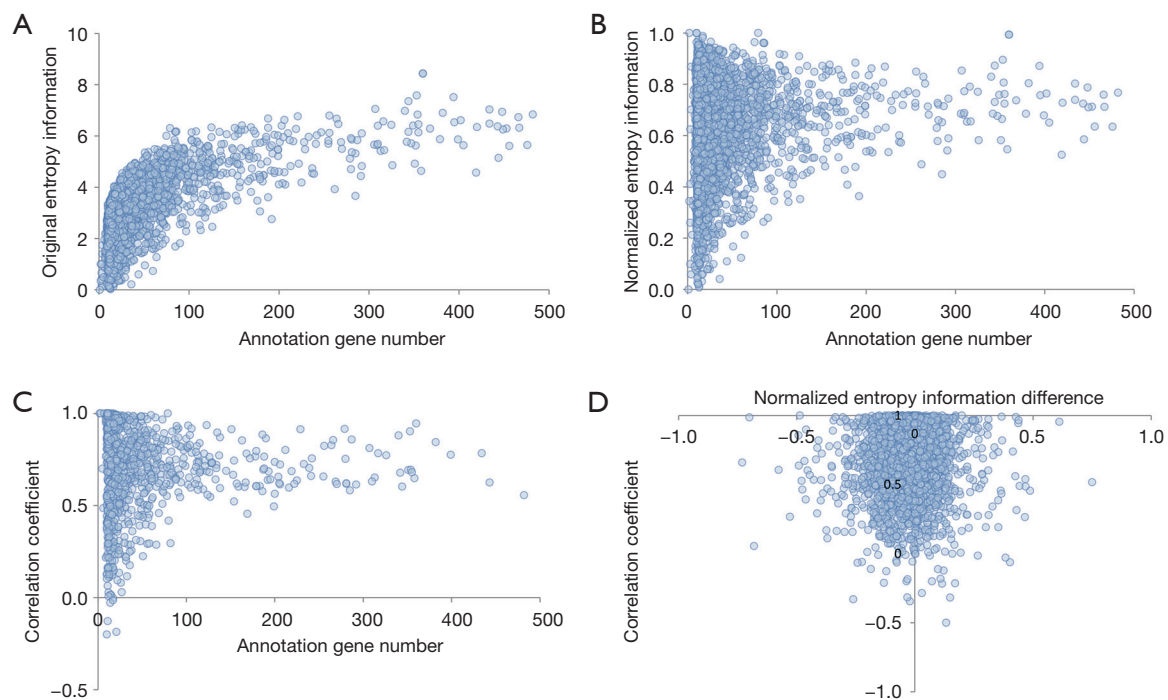 A
Original entropy information
10
8
6
4
2
0
0 100 200 300 400 500
Annotation gene number
B
Normalized entropy information
1.0
0.8
0.6
0.4
0.2
0.0
0 100 200 300 400 500
Annotation gene number
C
Correlation coefficient
1.0
0.5
0.0
−0.5
0 100 200 300 400 500
Annotation gene number
D
Normalized entropy information difference
−1.0 −0.5 0 0.5 1.0
Correlation coefficient
1
0.5
0
−0.5
−1.0